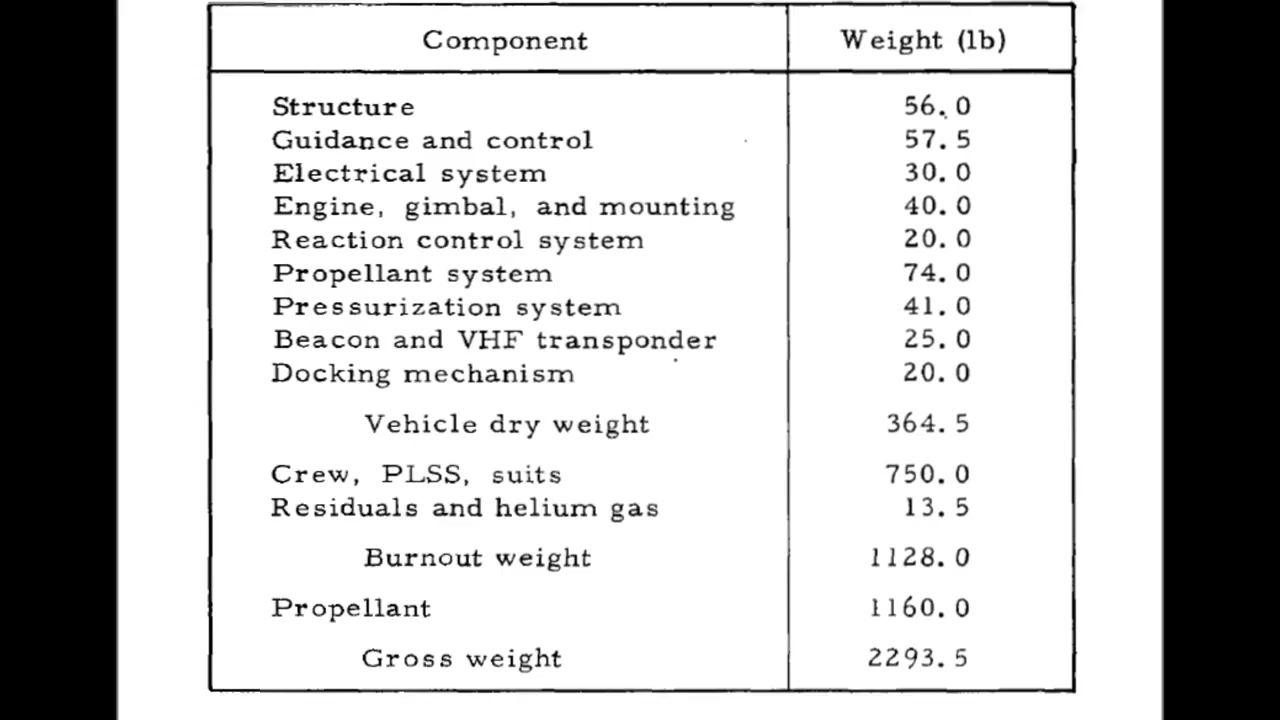 Component Weight (lb)
Structure 56.0
Guidance and control 57.5
Electrical system 30.0
Engine, gimbal, and mounting 40.0
Reaction control system 20.0
Propellant system 74.0
Pressurization system 41.0
Beacon and VHF transponder 25.0
Docking mechanism 20.0
Vehicle dry weight 364.5
Crew, PLSS, suits 750.0
Residuals and helium gas 13.5
Burnout weight 1128.0
Propellant 1160.0
Gross weight 2293.5